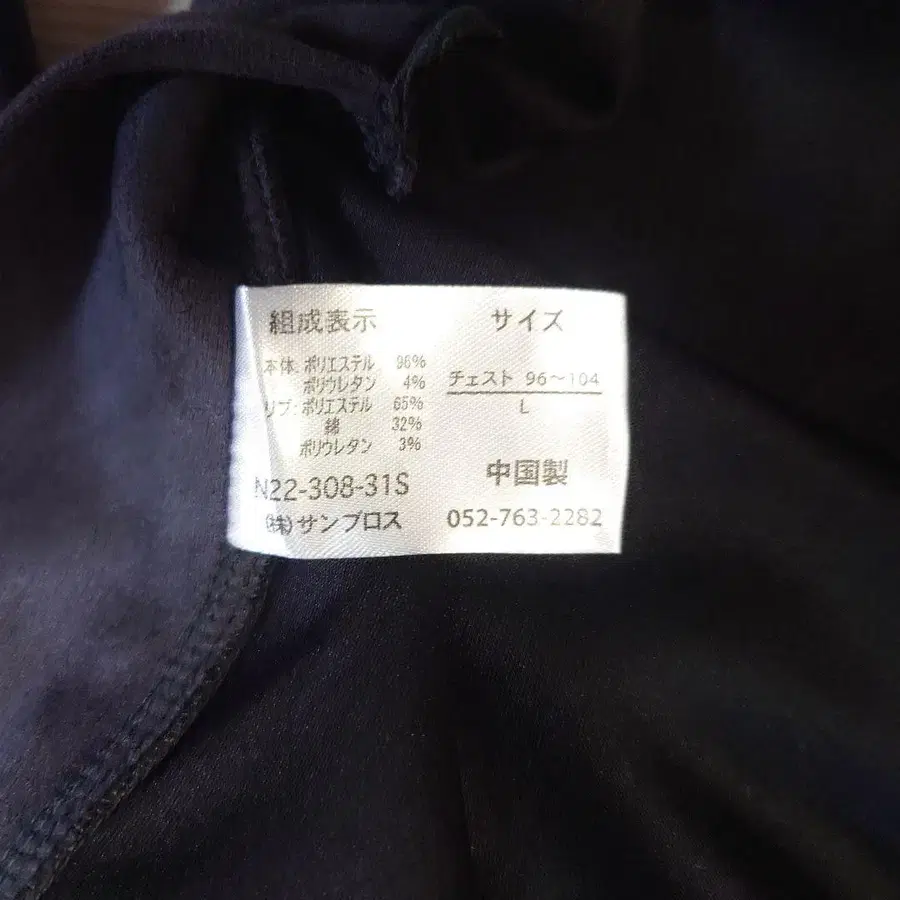 組成表示
本体:ポリエステル 96%
ポリウレタン 4%
リブ:ポリエステル 65%
綿 32%
ポリウレタン 3%
N22-308-31S
(株)サンブロス
サイズ
チェスト 96〜104
L
中国製
052-763-2282